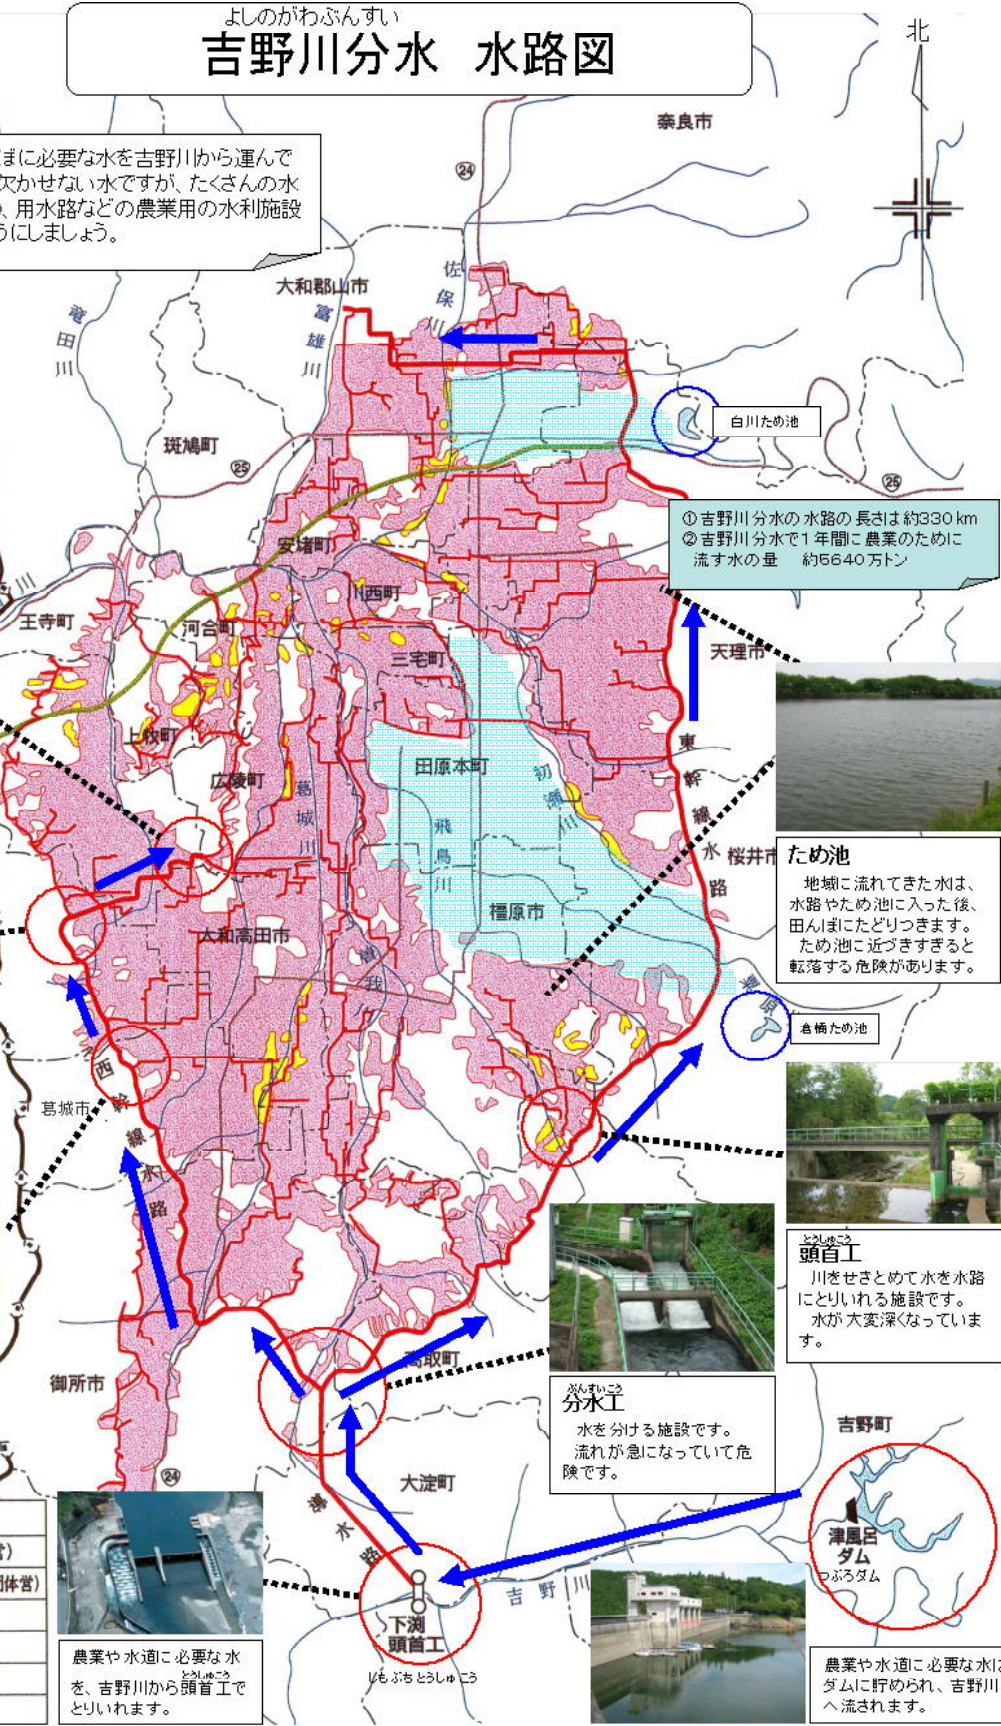 よしのがわぶんすい
吉野川分水　水路図
北
まに必要な水を吉野川から運んで
欠かせない水ですが、たくさんの水
、用水路などの農業用の水利施設
うにしましょう。
奈良市
24
大和郡山市
佐保川
富雄川
竜田川
白川ため池
斑鳩町
25
25
①吉野川分水の水路の長さは約330km
②吉野川分水で1年間に農業のために
流す水の量　約5640万トン
安堵町
川西町
王寺町
河合町
三宅町
天理市
上牧町
田原本町
広陵町
葛城川
初瀬川
飛鳥川
東幹線水路
桜井市
ため池
地域に流れてきた水は、
水路やため池に入った後、
田んぼにたどりつきます。
ため池に近づきすぎると
転落する危険があります。
橿原市
大和高田市
曽我川
粟原川
倉橋ため池
西幹線水路
葛城市
頭首工
とうしゅこう
川をせきとめて水を水路
にとりいれる施設です。
水が大変深くなっていま
す。
高取町
御所市
分水工
ぶんすいこう
水を分ける施設です。
流れが急になっていて危
険です。
吉野町
24
大淀町
導水路
津風呂
ダム
つぶろダム
吉野川
下渕
頭首工
しもぶちとうしゅこう
体営)
農業や水道に必要な水
を、吉野川から頭首工で
とうしゅこう
とりいれます。
農業や水道に必要な水は
ダムに貯められ、吉野川
へ流されます。